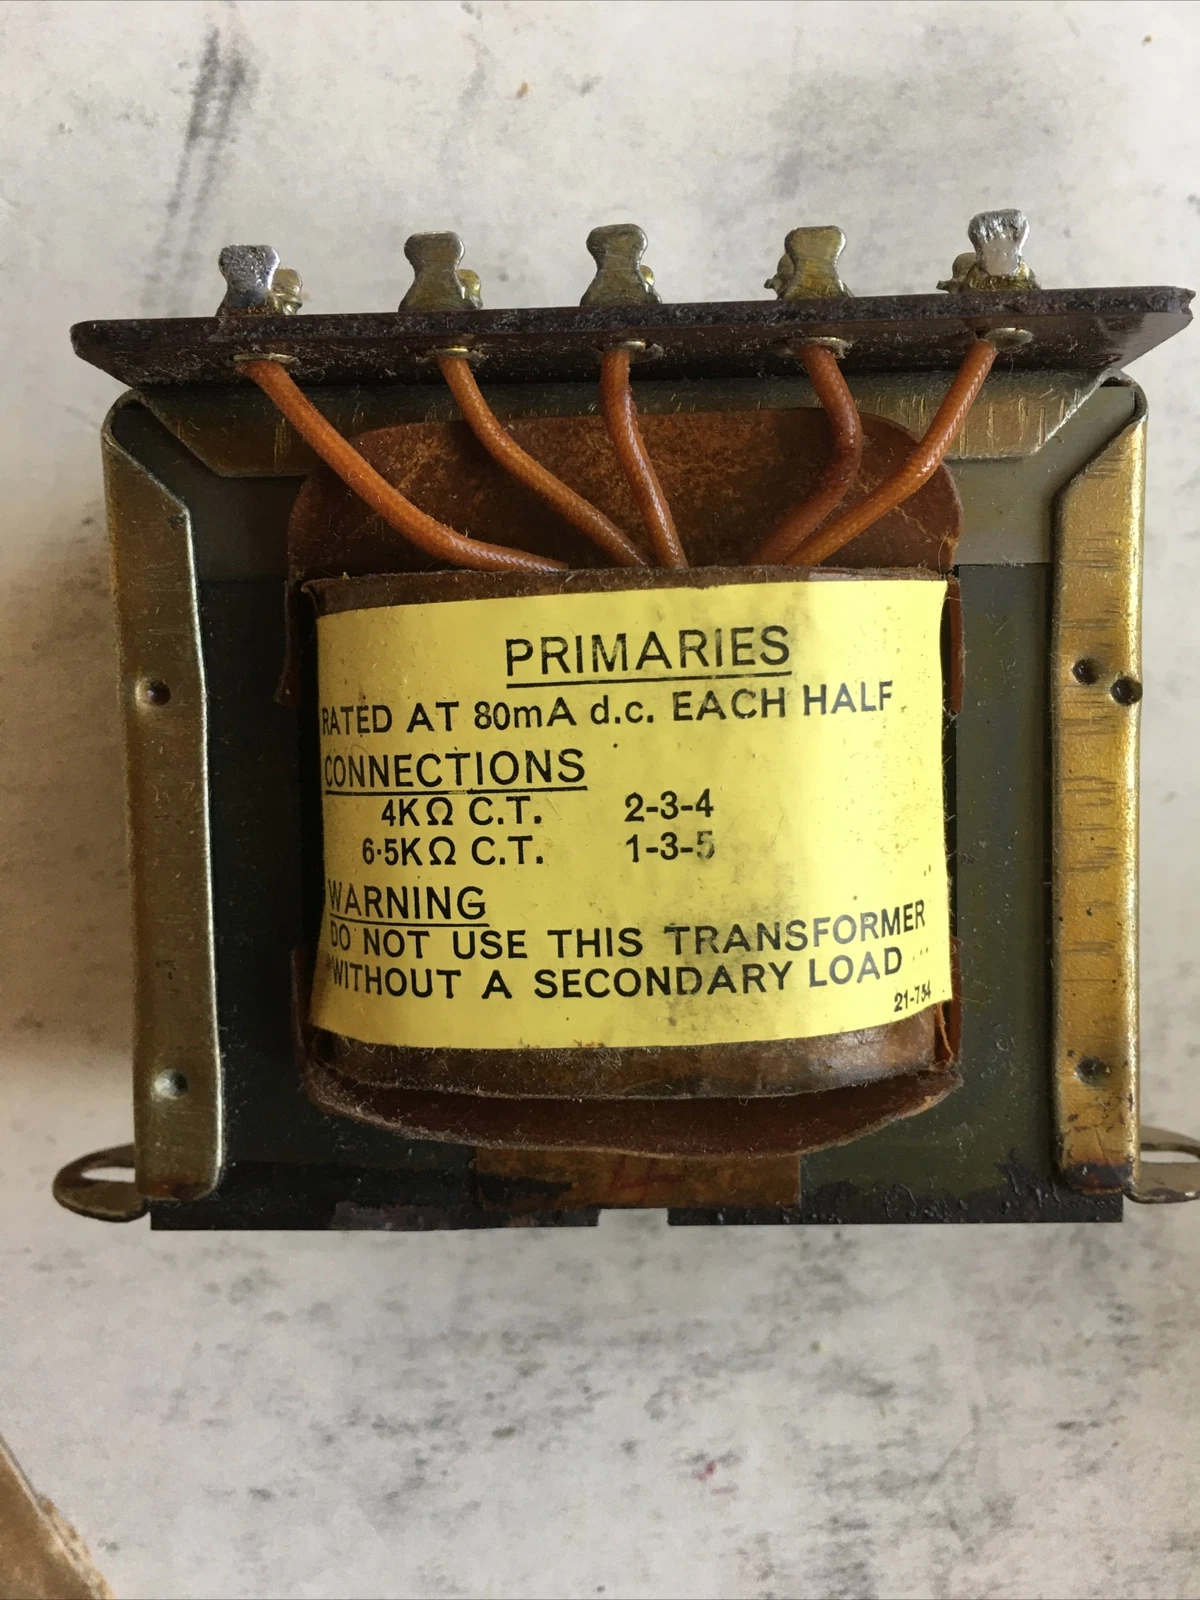 PRIMARIES
RATED AT 80mA d.c. EACH HALF
CONNECTIONS
4KΩ C.T. 2-3-4
6·5KΩ C.T. 1-3-5
WARNING
DO NOT USE THIS TRANSFORMER
WITHOUT A SECONDARY LOAD
21-754